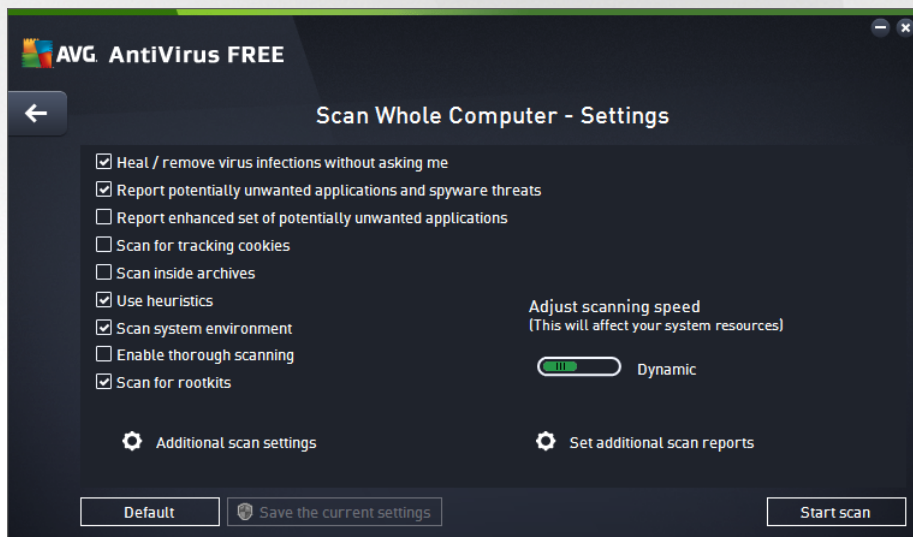 AVG. AntiVirus FREE
Scan Whole Computer - Settings
Heal / remove virus infections without asking me
Report potentially unwanted applications and spyware threats
Report enhanced set of potentially unwanted applications
Scan for tracking cookies
Scan inside archives
Use heuristics
Scan system environment
Enable thorough scanning
Scan for rootkits
Adjust scanning speed
(This will affect your system resources)
Dynamic
Additional scan settings
Set additional scan reports
Default
Save the current settings
Start scan